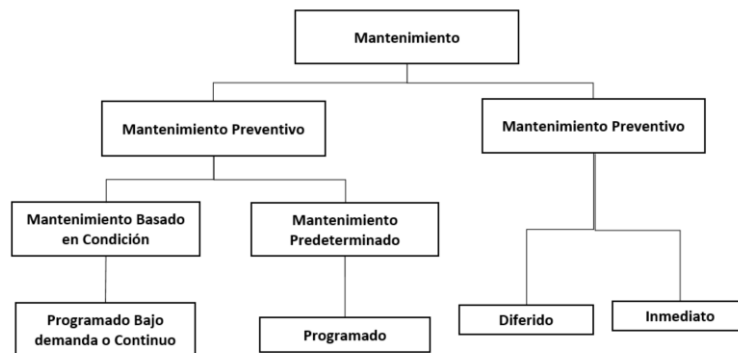 Mantenimiento
Mantenimiento Preventivo
Mantenimiento Preventivo
Mantenimiento Basado
en Condición
Mantenimiento
Predeterminado
Programado Bajo
demanda o Continuo
Programado
Diferido
Inmediato